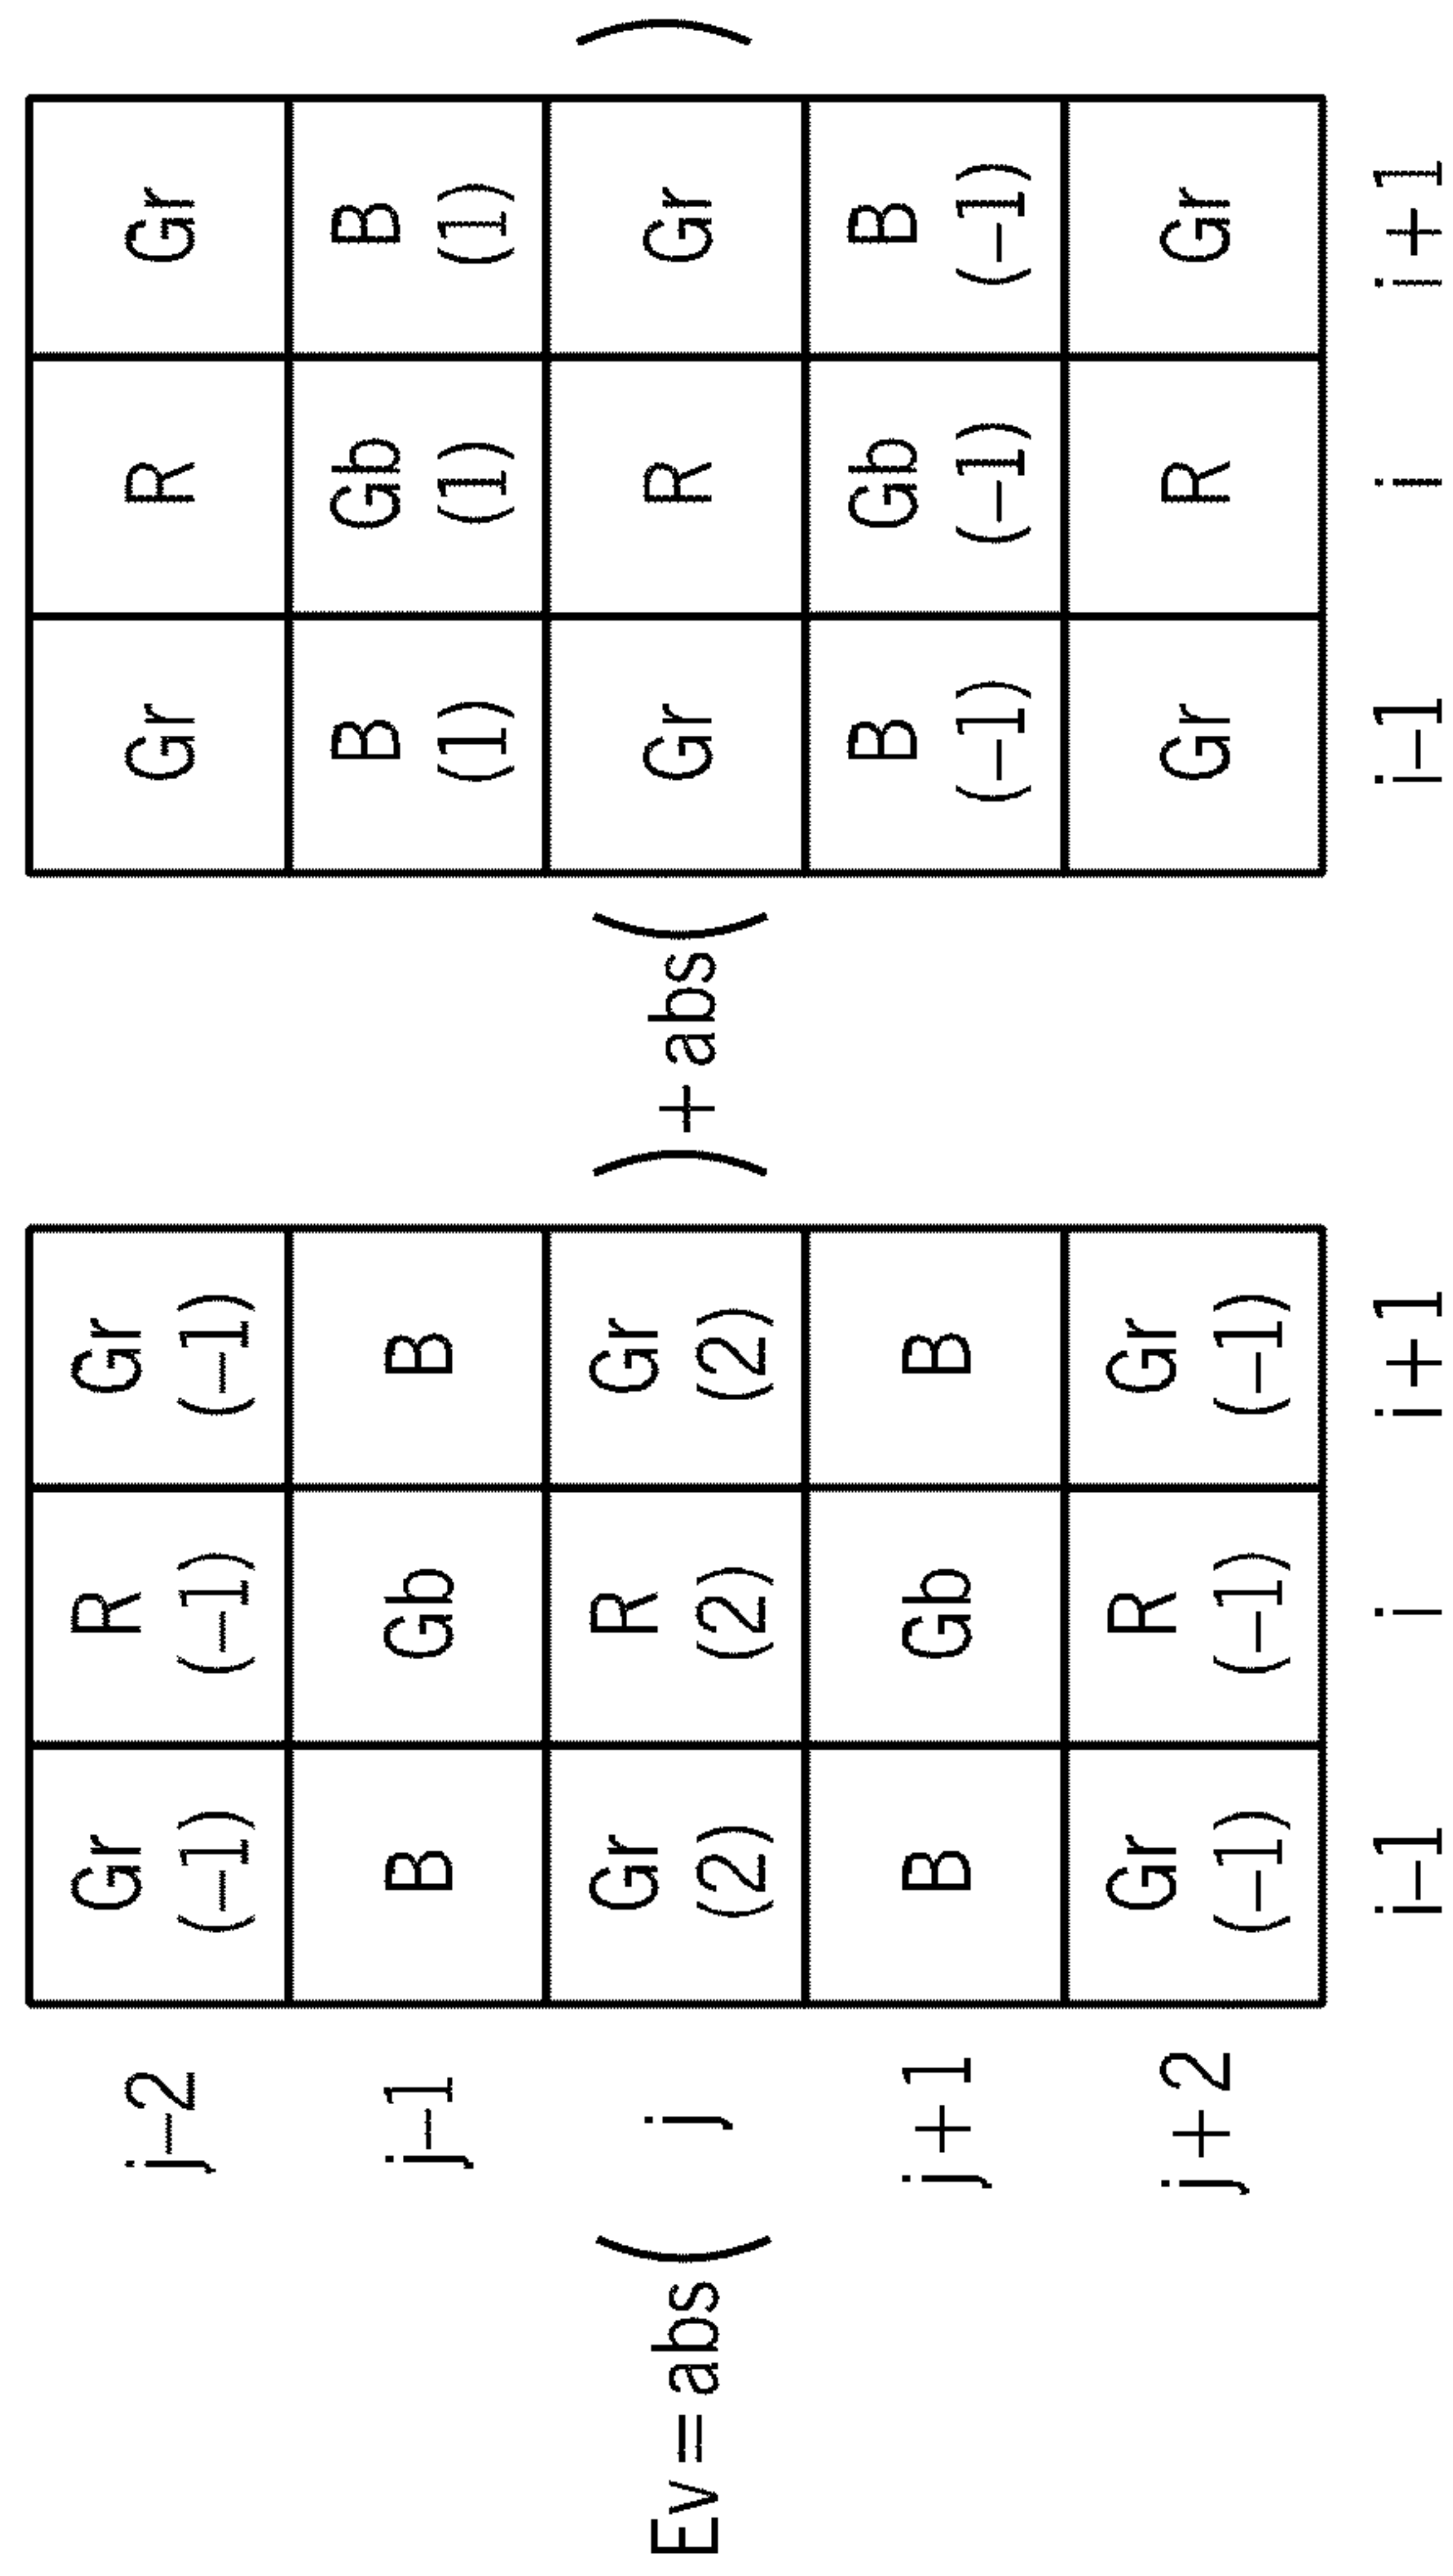 j–2 Gr (–1) R (–1) Gr (–1) Gr R Gr
j–1 B Gb B B (1) Gb (1) B (1)
Ev = abs ( j Gr (2) R (2) Gr (2) ) + abs ( Gr R Gr )
j + 1 B Gb B B (–1) Gb (–1) B (–1)
j + 2 Gr (–1) R (–1) Gr (–1) Gr R Gr
i–1 i i + 1 i–1 i i + 1